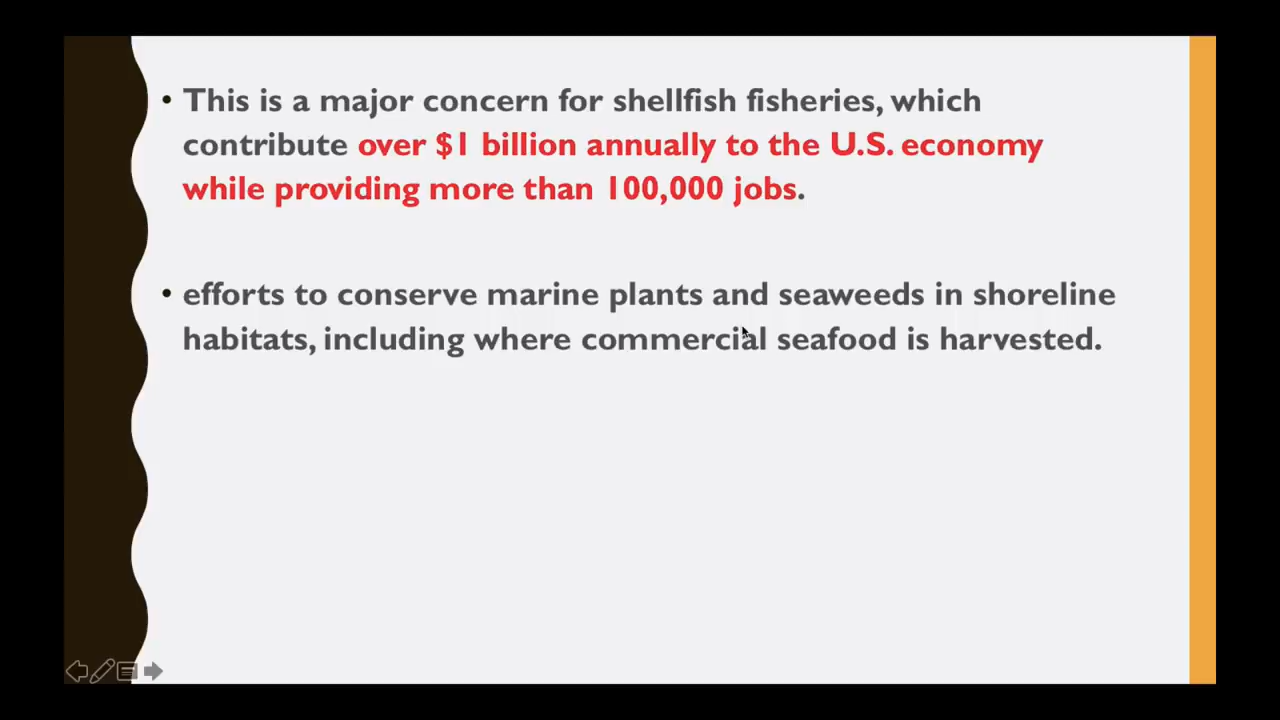 • This is a major concern for shellfish fisheries, which
contribute over $1 billion annually to the U.S. economy
while providing more than 100,000 jobs.
• efforts to conserve marine plants and seaweeds in shoreline
habitats, including where commercial seafood is harvested.